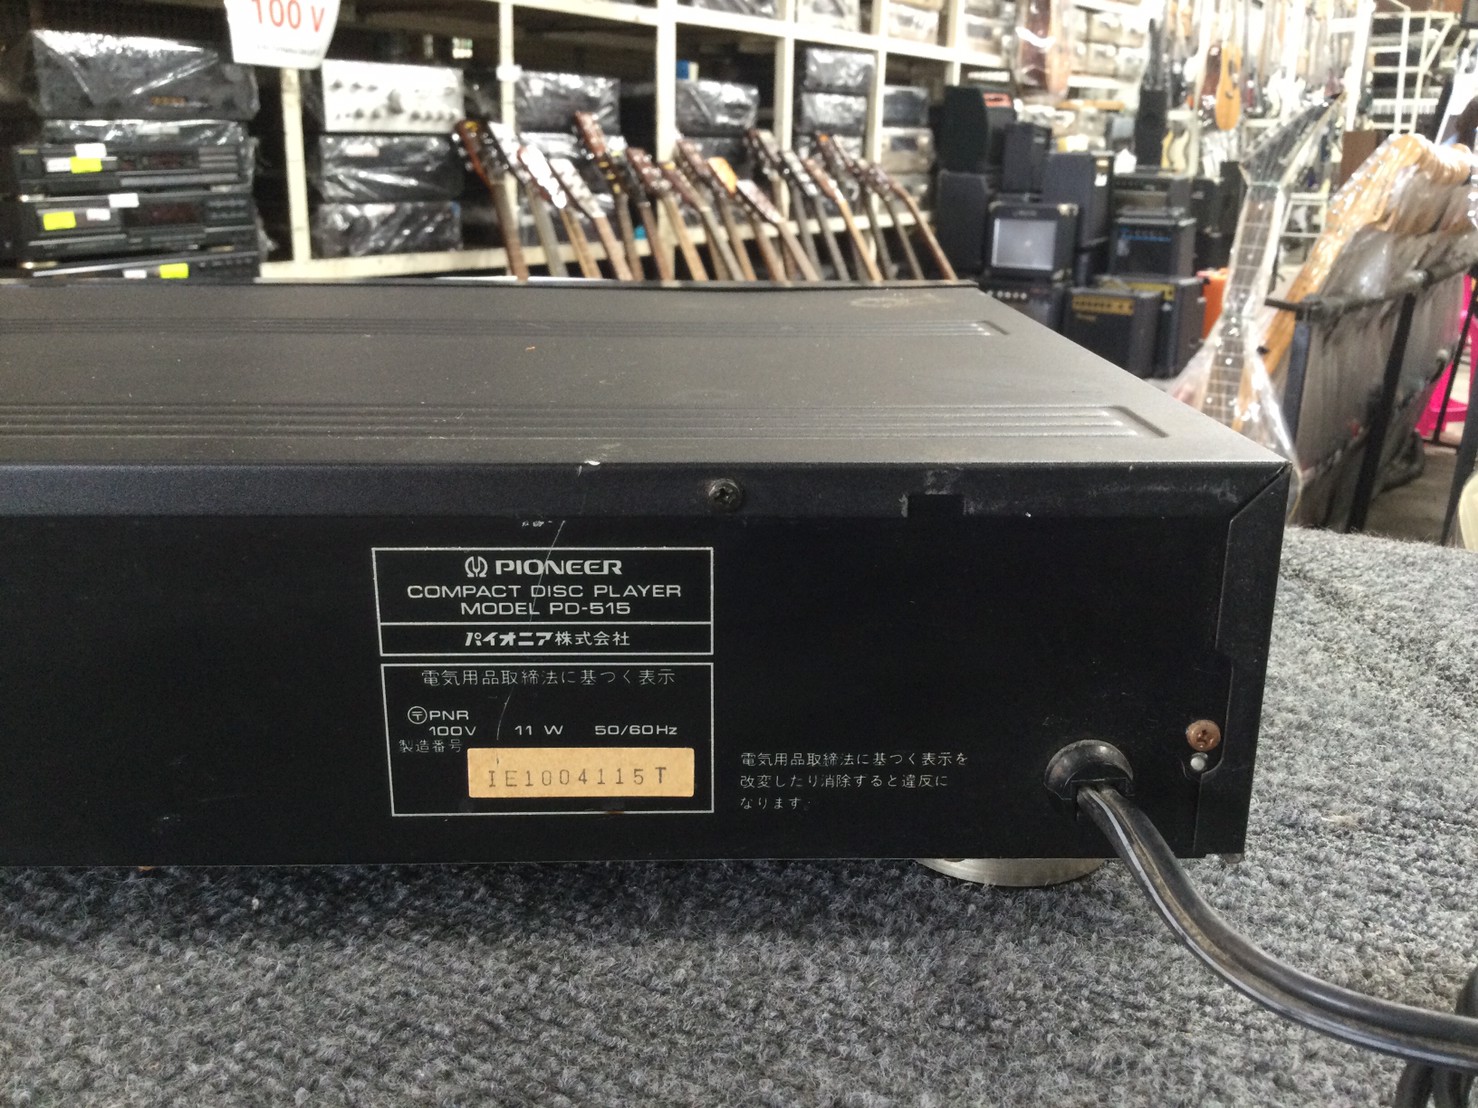 100 V
PIONEER
COMPACT DISC PLAYER
MODEL PD-515
パイオニア株式会社
電気用品取締法に基づく表示
〒PNR
100V 11 W 50/60Hz
製造番号
IE1004115T
電気用品取締法に基づく表示を
改変したり消除すると違反に
なります。